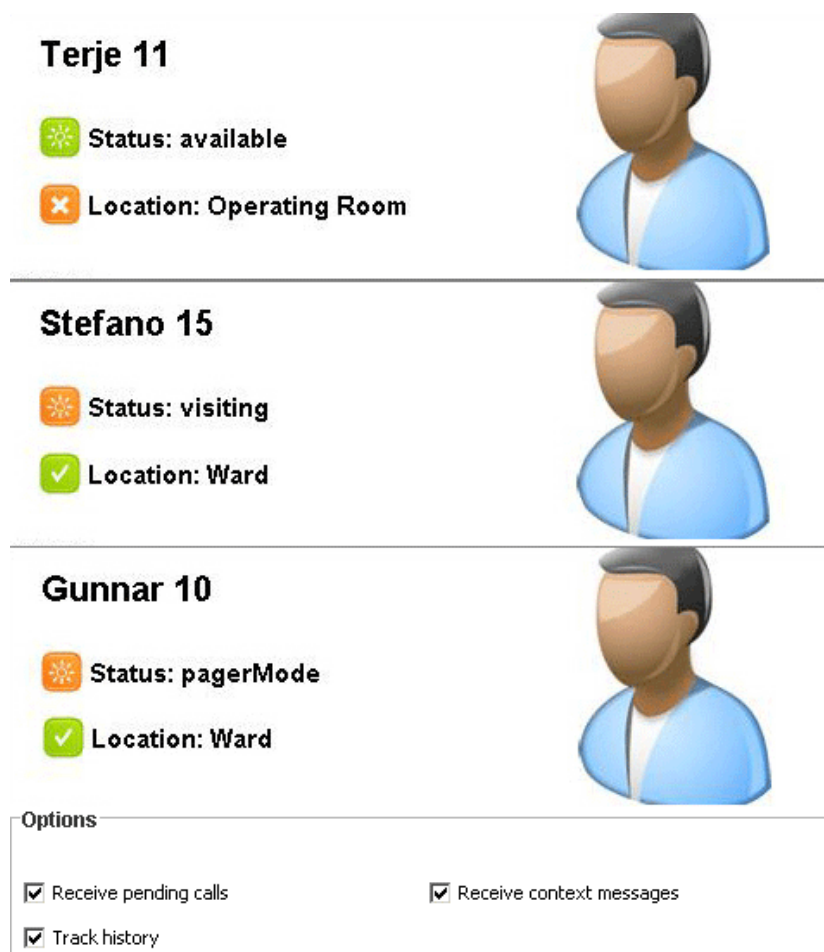 Terje 11
Status: available
Location: Operating Room
Stefano 15
Status: visiting
Location: Ward
Gunnar 10
Status: pagerMode
Location: Ward
Options
Receive pending calls
Receive context messages
Track history